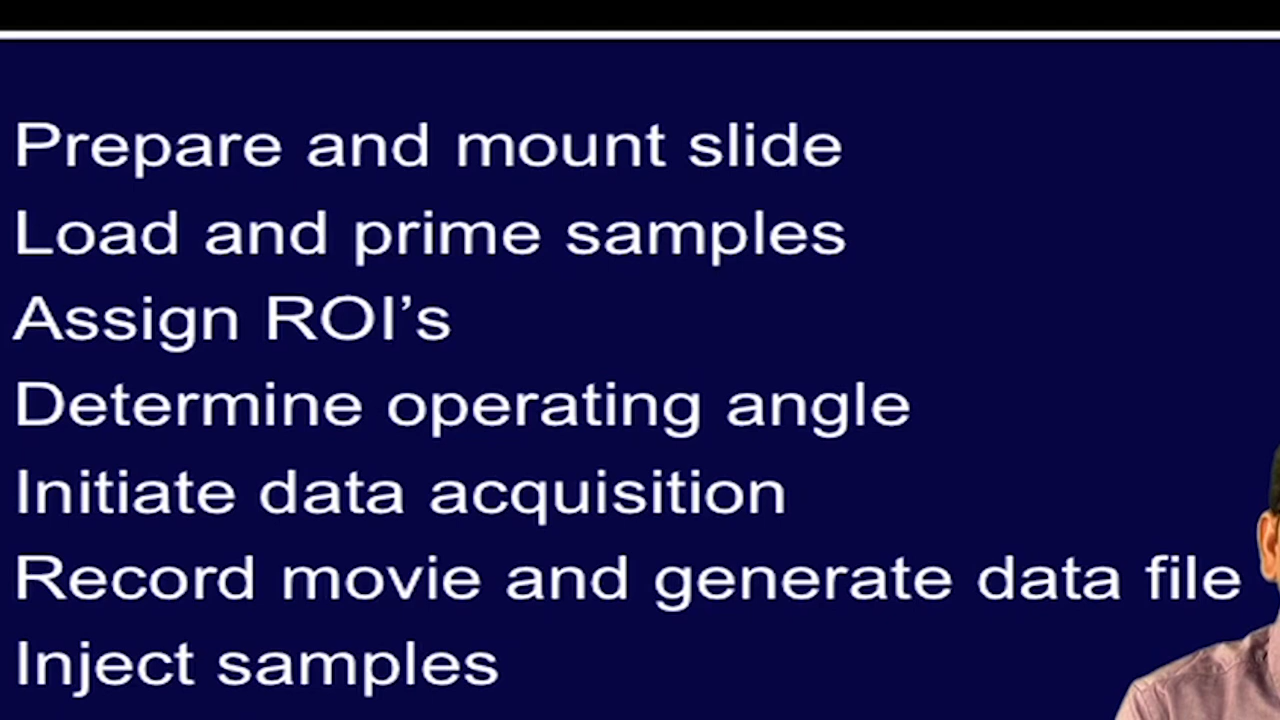 Prepare and mount slide
Load and prime samples
Assign ROI’s
Determine operating angle
Initiate data acquisition
Record movie and generate data file
Inject samples